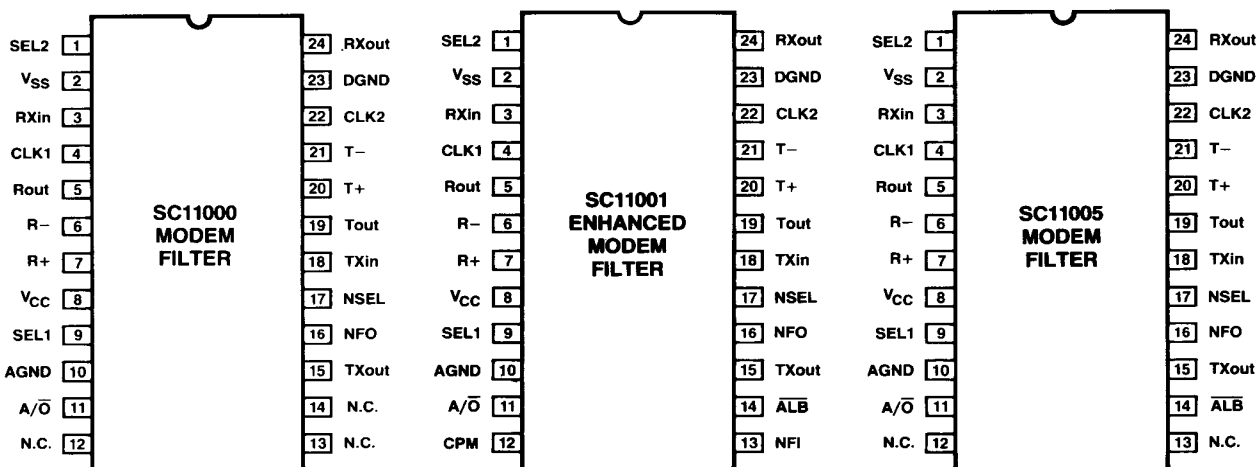 SC11000
MODEM
FILTER
SEL2 1
VSS 2
RXin 3
CLK1 4
Rout 5
R− 6
R+ 7
VCC 8
SEL1 9
AGND 10
A/O̅ 11
N.C. 12
24 RXout
23 DGND
22 CLK2
21 T−
20 T+
19 Tout
18 TXin
17 NSEL
16 NFO
15 TXout
14 N.C.
13 N.C.
SC11001
ENHANCED
MODEM
FILTER
SEL2 1
VSS 2
RXin 3
CLK1 4
Rout 5
R− 6
R+ 7
VCC 8
SEL1 9
AGND 10
A/O̅ 11
CPM 12
24 RXout
23 DGND
22 CLK2
21 T−
20 T+
19 Tout
18 TXin
17 NSEL
16 NFO
15 TXout
14 A̅L̅B̅
13 NFI
SC11005
MODEM
FILTER
SEL2 1
VSS 2
RXin 3
CLK1 4
Rout 5
R− 6
R+ 7
VCC 8
SEL1 9
AGND 10
A/O̅ 11
N.C. 12
24 RXout
23 DGND
22 CLK2
21 T−
20 T+
19 Tout
18 TXin
17 NSEL
16 NFO
15 TXout
14 A̅L̅B̅
13 N.C.